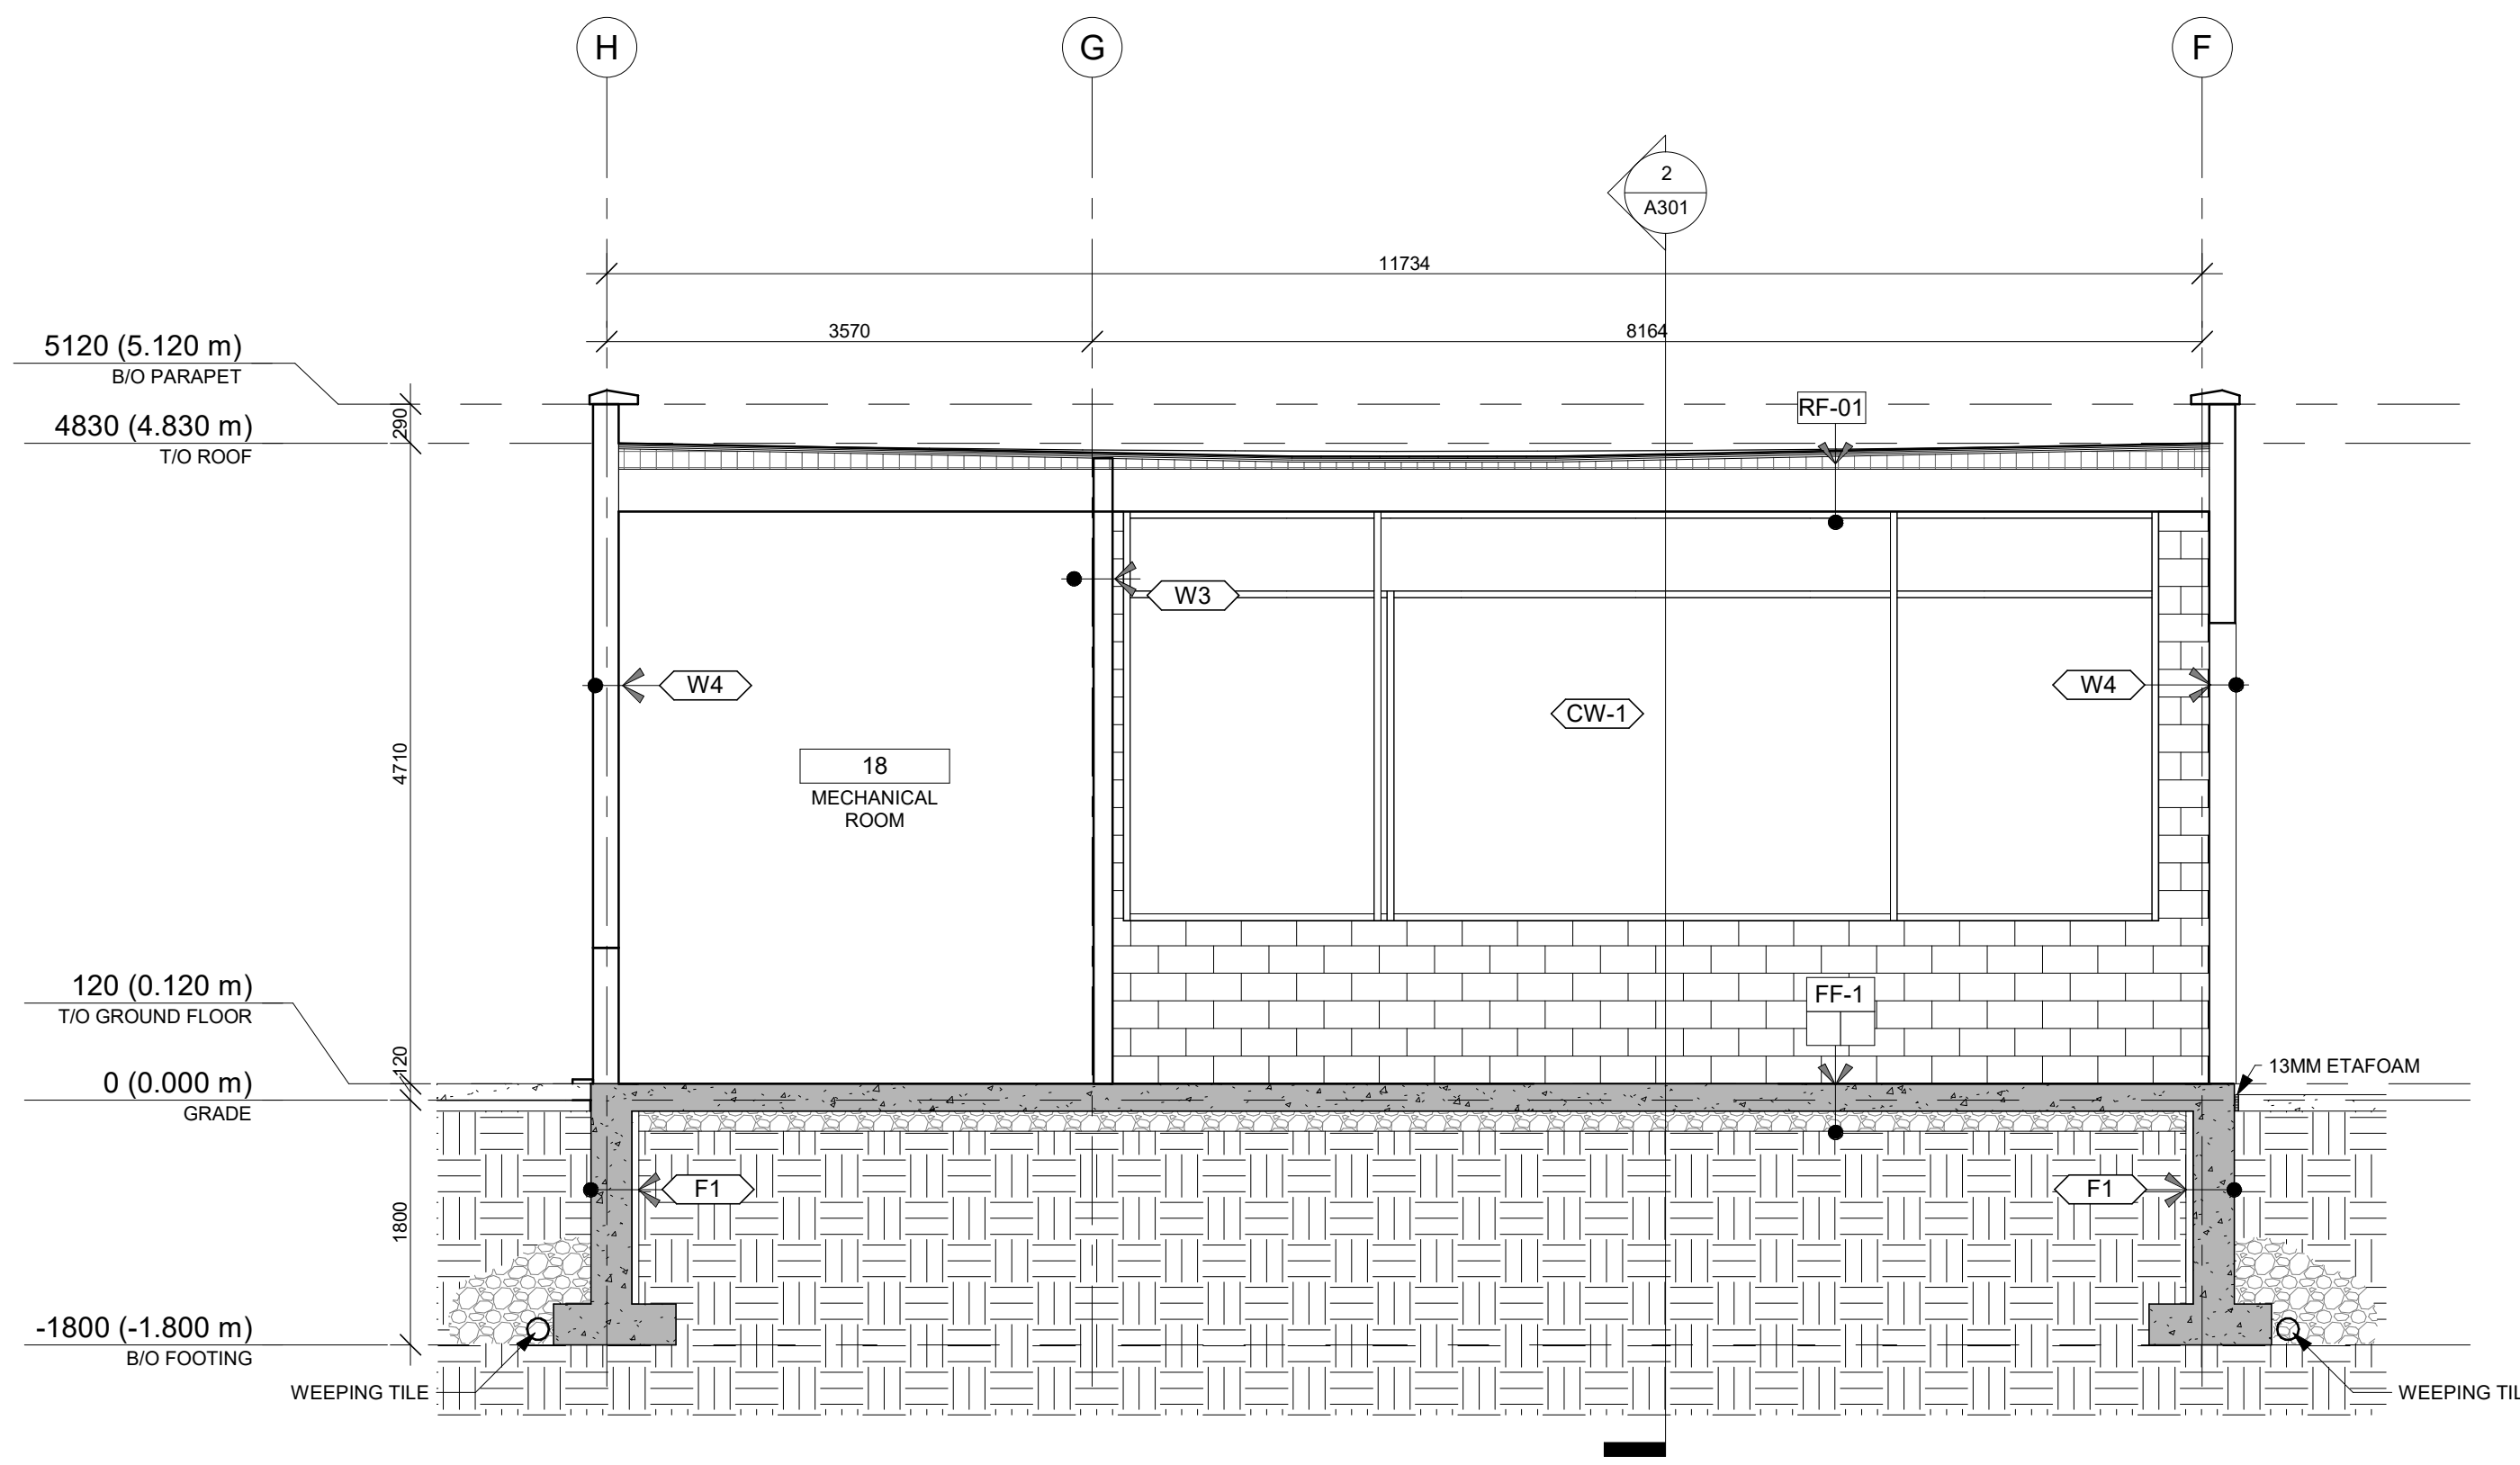 H
G
F
2
A301
11734
3570
8164
5120 (5.120 m)
B/O PARAPET
290
4830 (4.830 m)
T/O ROOF
RF-01
W3
W4
W4
CW-1
4710
18
MECHANICAL
ROOM
120 (0.120 m)
T/O GROUND FLOOR
FF-1
120
0 (0.000 m)
GRADE
13MM ETAFOAM
F1
F1
1800
-1800 (-1.800 m)
B/O FOOTING
WEEPING TILE
WEEPING TIL